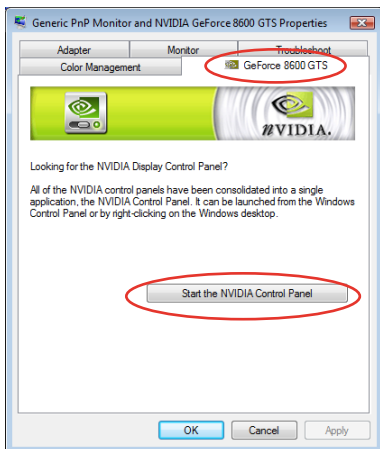 Generic PnP Monitor and NVIDIA GeForce 8600 GTS Properties
Adapter Monitor Troubleshoot
Color Management GeForce 8600 GTS
NVIDIA.
Looking for the NVIDIA Display Control Panel?
All of the NVIDIA control panels have been consolidated into a single
application, the NVIDIA Control Panel. It can be launched from the Windows
Control Panel or by right-clicking on the Windows desktop.
Start the NVIDIA Control Panel
OK Cancel Apply